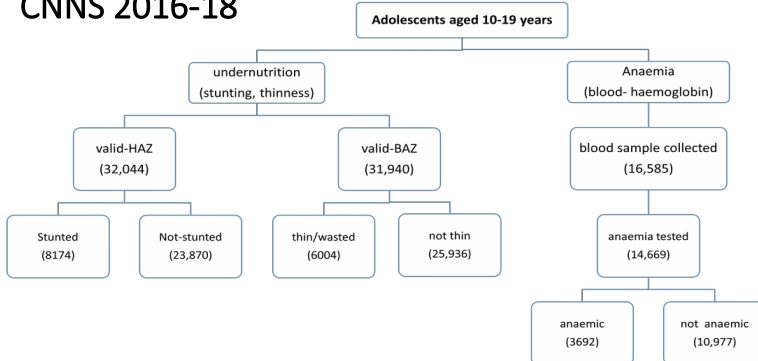 CNNS 2016-18
Adolescents aged 10-19 years
undernutrition
(stunting, thinness)
Anaemia
(blood- haemoglobin)
valid-HAZ
(32,044)
valid-BAZ
(31,940)
blood sample collected
(16,585)
Stunted
(8174)
Not-stunted
(23,870)
thin/wasted
(6004)
not thin
(25,936)
anaemia tested
(14,669)
anaemic
(3692)
not anaemic
(10,977)